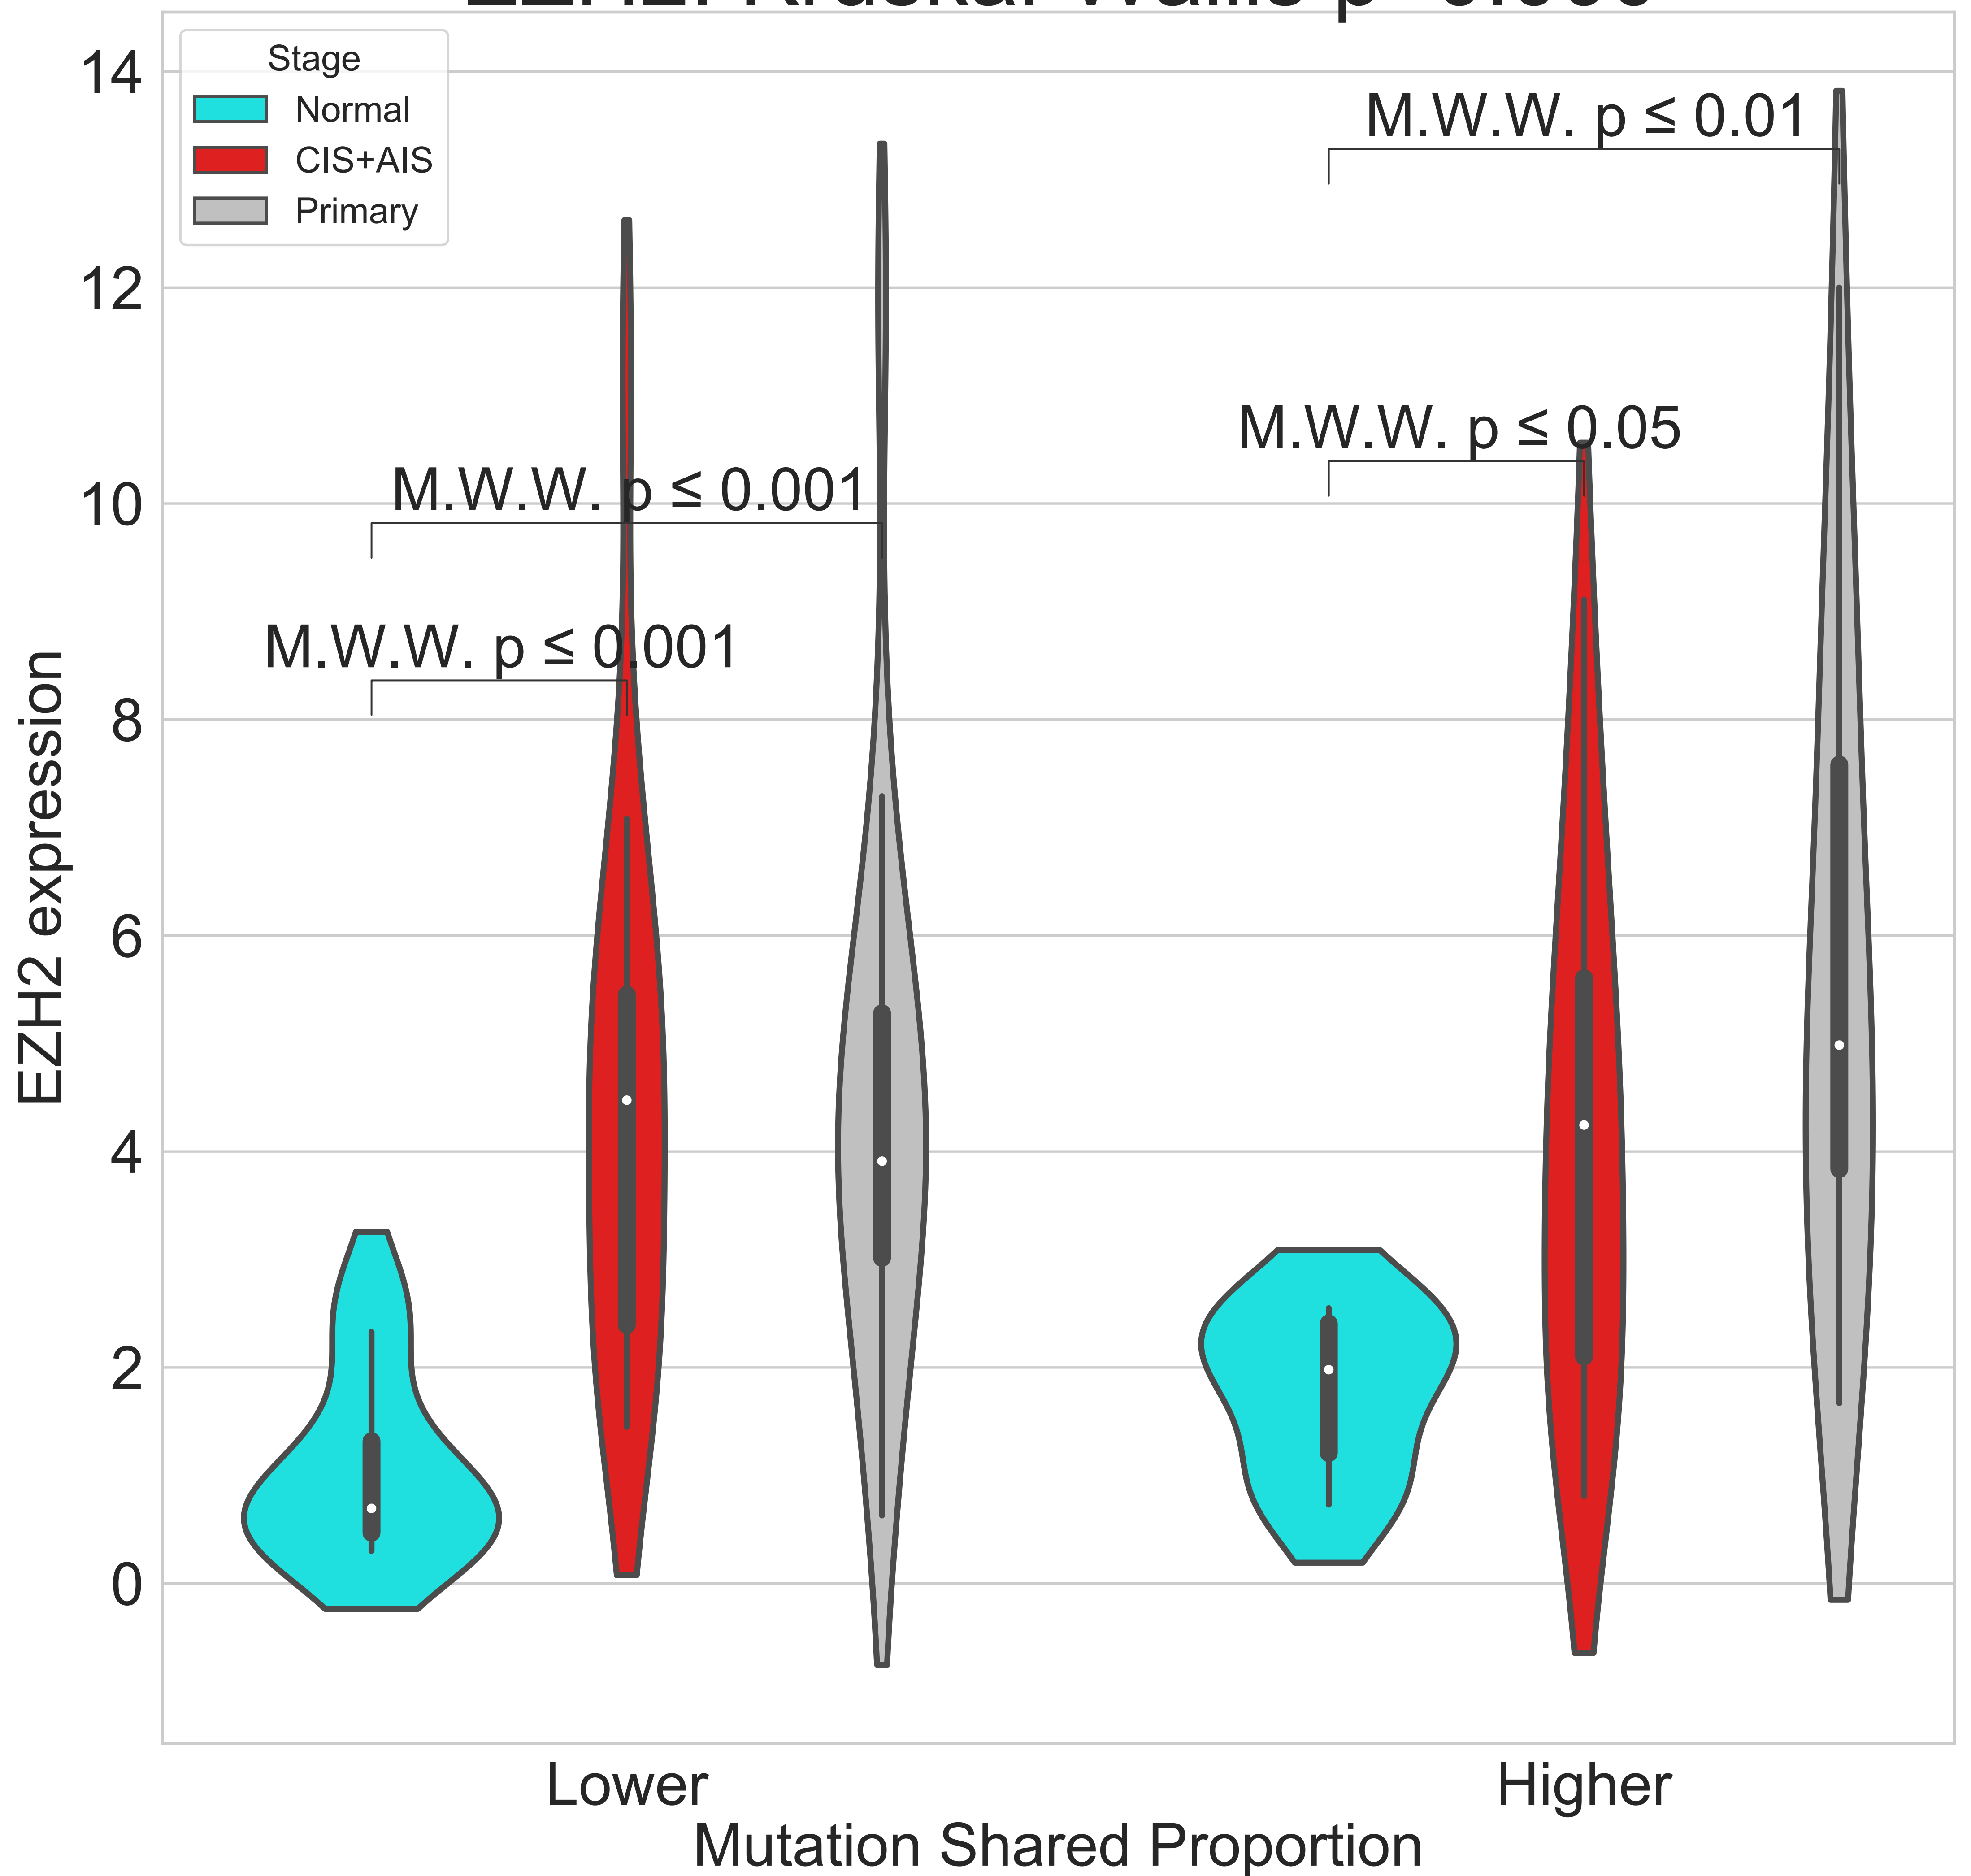 14
12
10
8
6
4
2
0
EZH2 expression
Stage
Normal
CIS+AIS
Primary
M.W.W. p ≤ 0.01
M.W.W. p ≤ 0.05
M.W.W. p ≤ 0.001
M.W.W. p ≤ 0.001
Lower
Higher
Mutation Shared Proportion